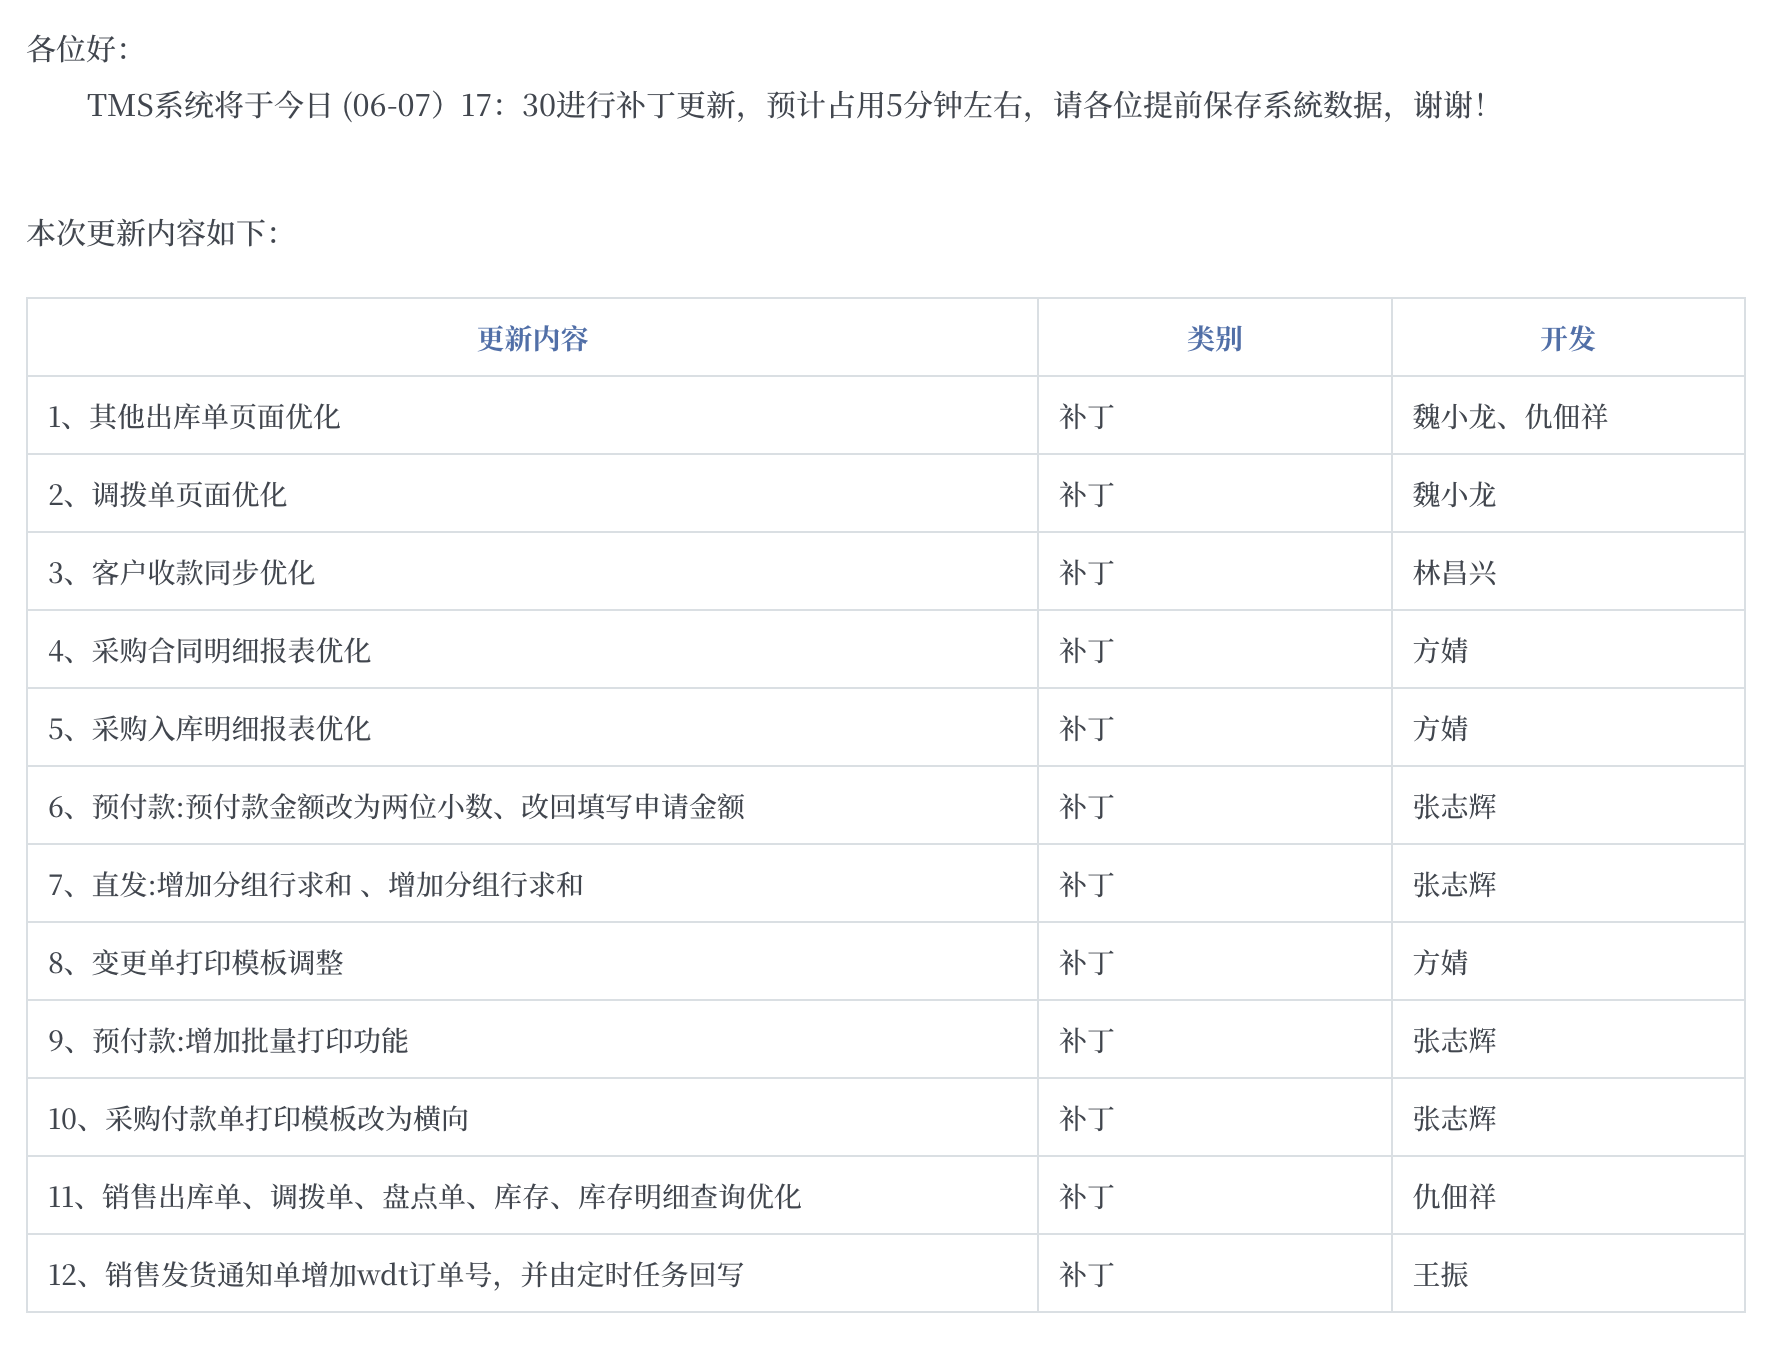 各位好：
TMS系统将于今日 (06-07）17：30进行补丁更新，预计占用5分钟左右，请各位提前保存系統数据，谢谢！
本次更新内容如下：
更新内容 类别 开发
1、其他出库单页面优化 补丁 魏小龙、仇佃祥
2、调拨单页面优化 补丁 魏小龙
3、客户收款同步优化 补丁 林昌兴
4、采购合同明细报表优化 补丁 方婧
5、采购入库明细报表优化 补丁 方婧
6、预付款:预付款金额改为两位小数、改回填写申请金额 补丁 张志辉
7、直发:增加分组行求和 、增加分组行求和 补丁 张志辉
8、变更单打印模板调整 补丁 方婧
9、预付款:增加批量打印功能 补丁 张志辉
10、采购付款单打印模板改为横向 补丁 张志辉
11、销售出库单、调拨单、盘点单、库存、库存明细查询优化 补丁 仇佃祥
12、销售发货通知单增加wdt订单号，并由定时任务回写 补丁 王振